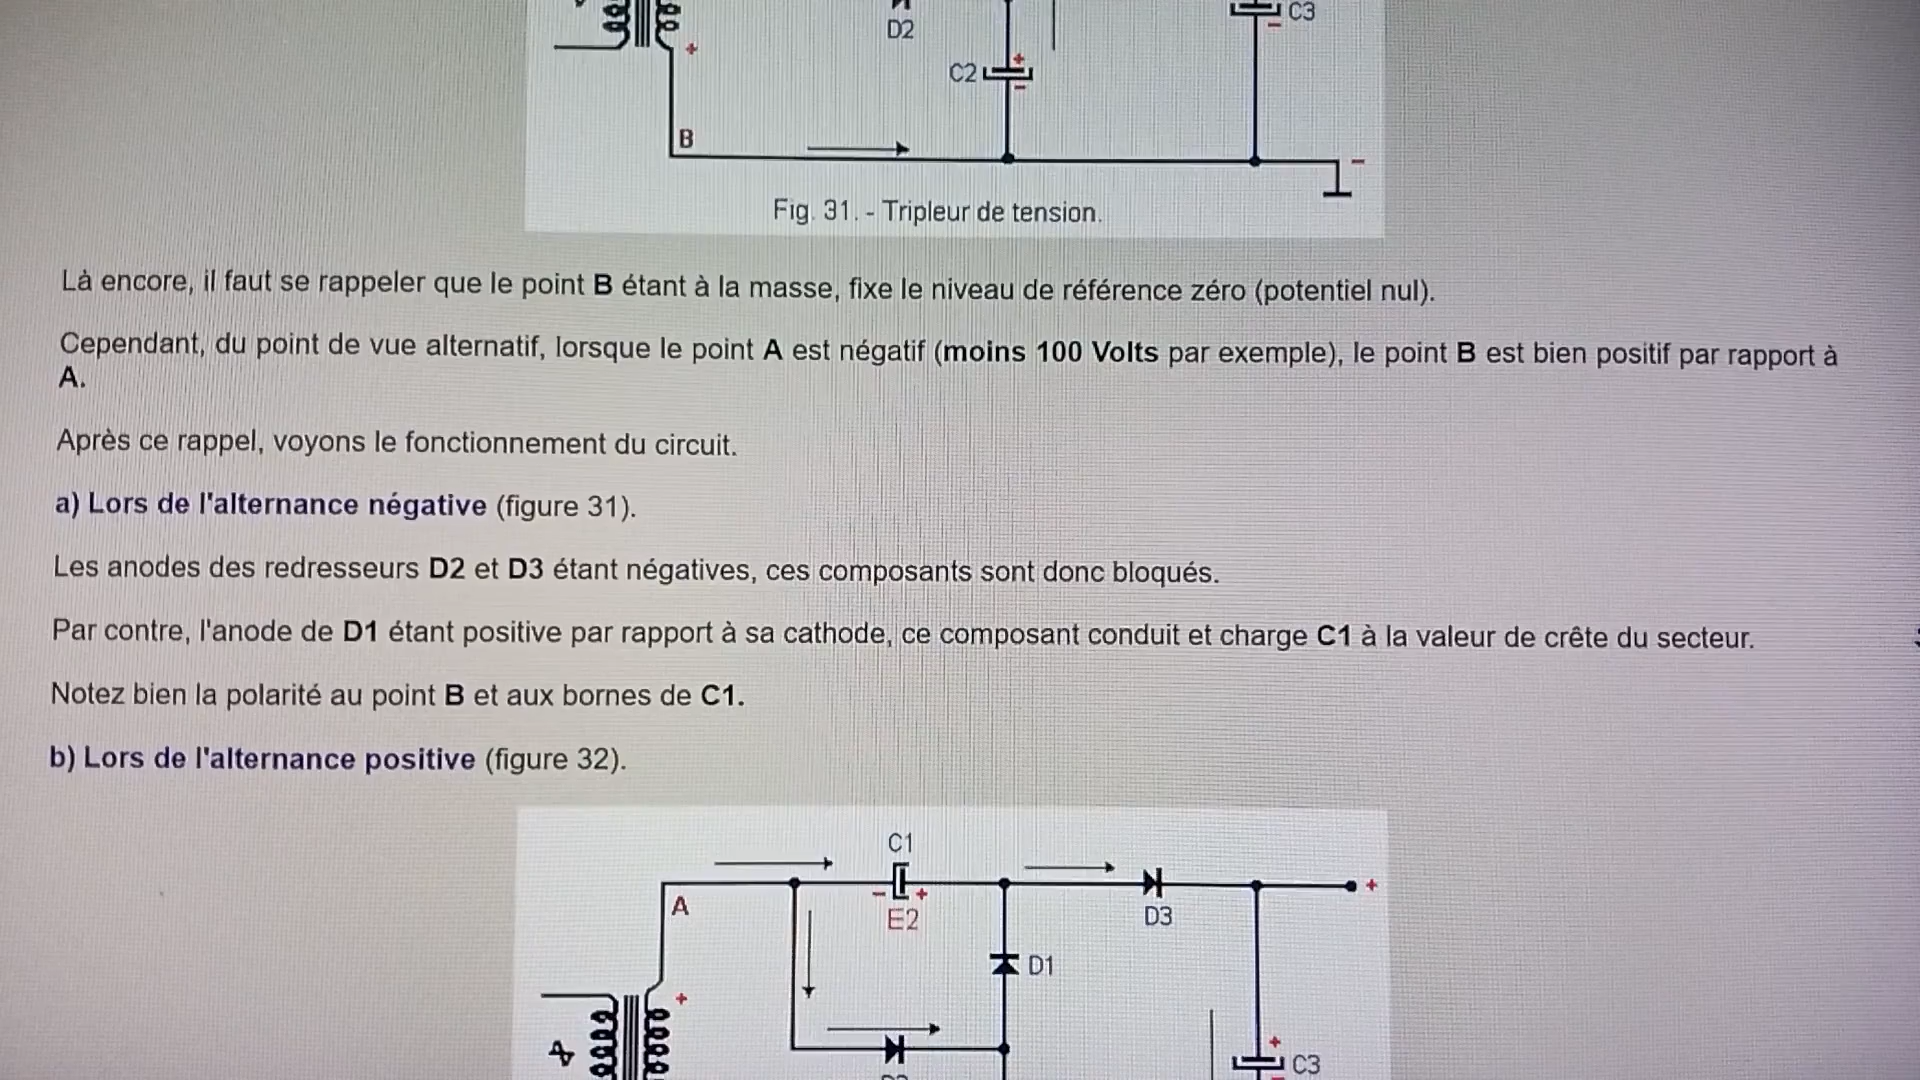 C3
D2
C2
B
Fig. 31. - Tripleur de tension.
Là encore, il faut se rappeler que le point B étant à la masse, fixe le niveau de référence zéro (potentiel nul).
Cependant, du point de vue alternatif, lorsque le point A est négatif (moins 100 Volts par exemple), le point B est bien positif par rapport à
A.
Après ce rappel, voyons le fonctionnement du circuit.
a) Lors de l'alternance négative (figure 31).
Les anodes des redresseurs D2 et D3 étant négatives, ces composants sont donc bloqués.
Par contre, l'anode de D1 étant positive par rapport à sa cathode, ce composant conduit et charge C1 à la valeur de crête du secteur.
Notez bien la polarité au point B et aux bornes de C1.
b) Lors de l'alternance positive (figure 32).
C1
A
E2
D3
D1
C3